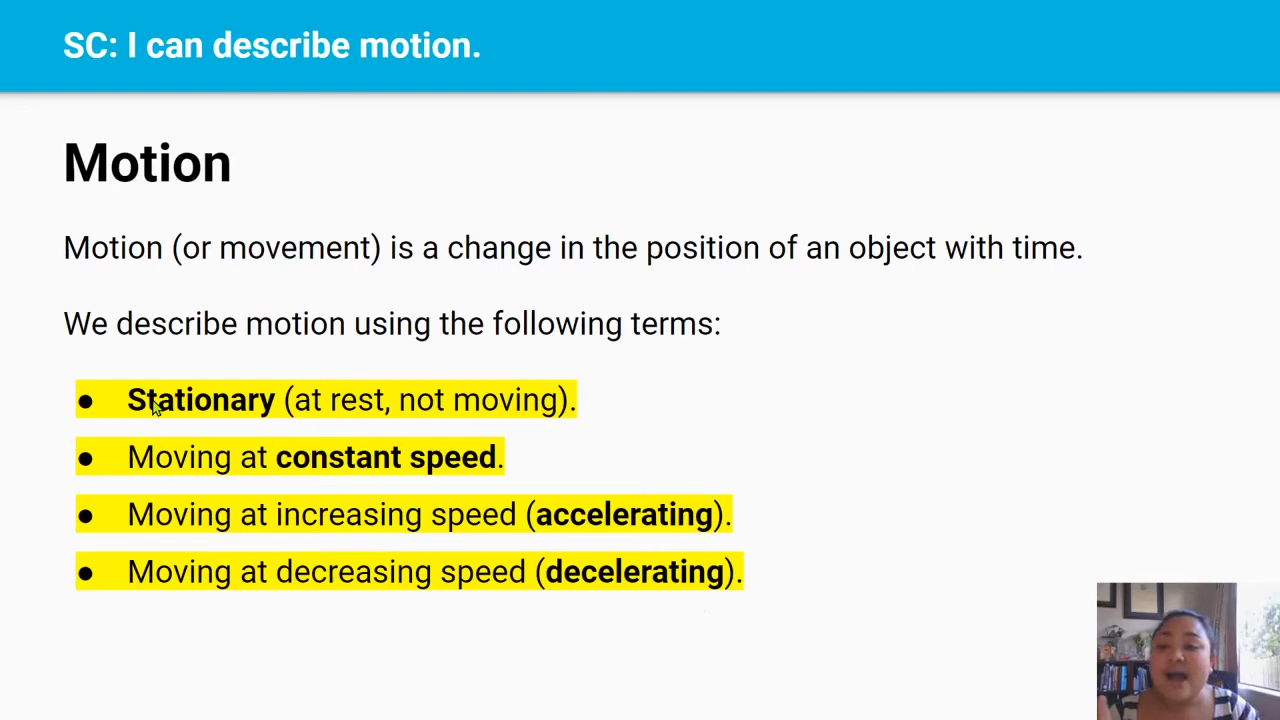 SC: I can describe motion.
Motion
Motion (or movement) is a change in the position of an object with time.
We describe motion using the following terms:
● Stationary (at rest, not moving).
● Moving at constant speed.
● Moving at increasing speed (accelerating).
● Moving at decreasing speed (decelerating).